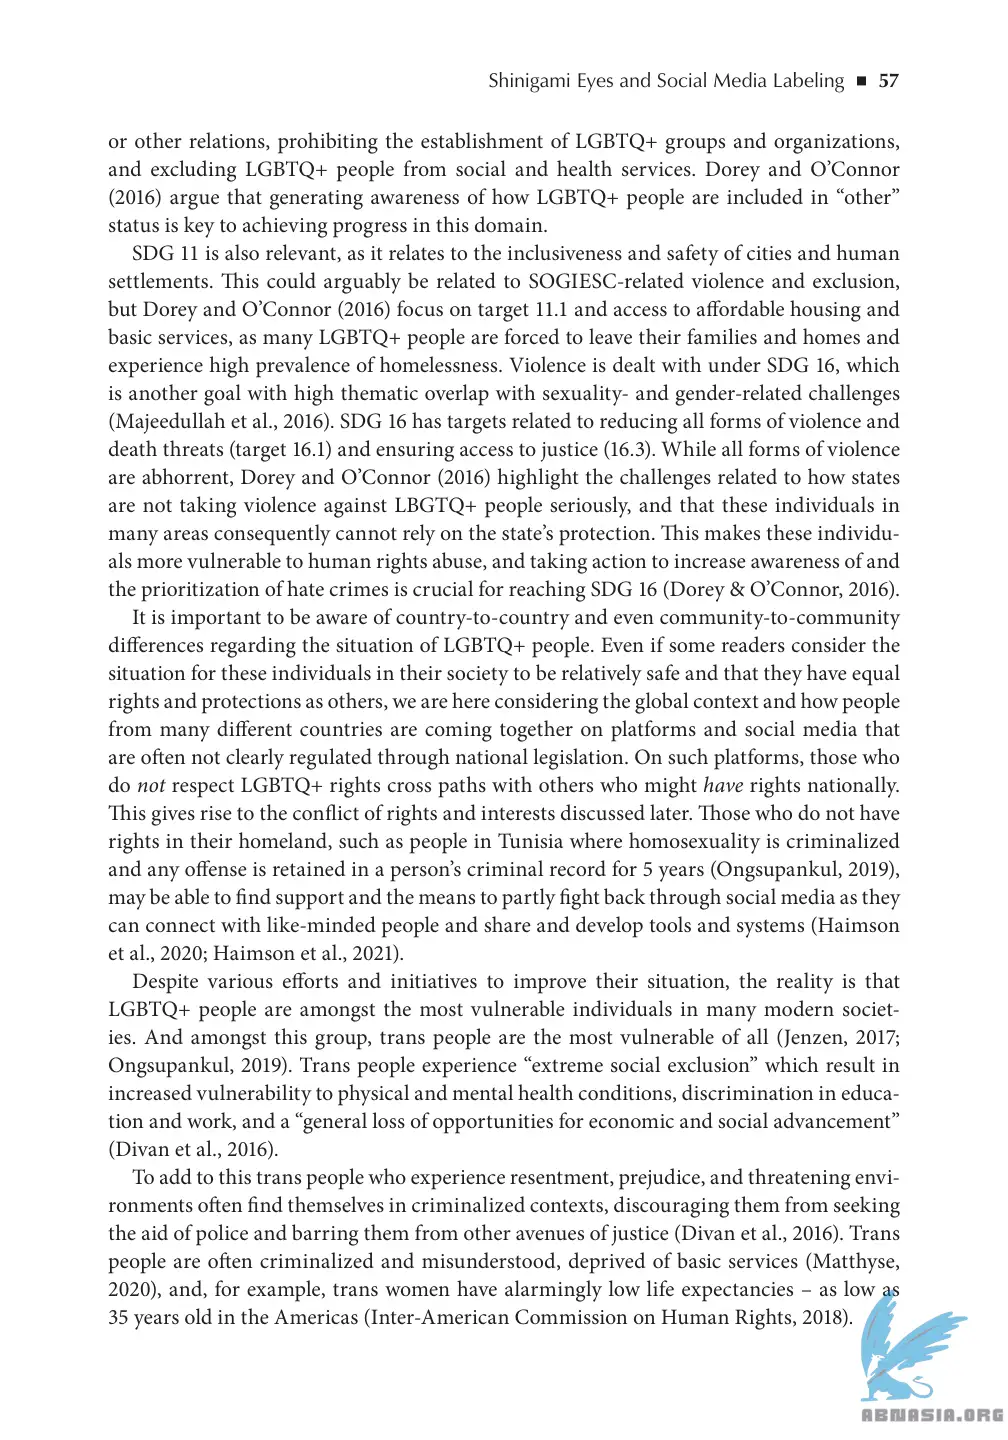 Shinigami Eyes and Social Media Labeling ■ 57
or other relations, prohibiting the establishment of LGBTQ+ groups and organizations,
and excluding LGBTQ+ people from social and health services. Dorey and O’Connor
(2016) argue that generating awareness of how LGBTQ+ people are included in “other”
status is key to achieving progress in this domain.
SDG 11 is also relevant, as it relates to the inclusiveness and safety of cities and human
settlements. This could arguably be related to SOGIESC-related violence and exclusion,
but Dorey and O’Connor (2016) focus on target 11.1 and access to affordable housing and
basic services, as many LGBTQ+ people are forced to leave their families and homes and
experience high prevalence of homelessness. Violence is dealt with under SDG 16, which
is another goal with high thematic overlap with sexuality- and gender-related challenges
(Majeedullah et al., 2016). SDG 16 has targets related to reducing all forms of violence and
death threats (target 16.1) and ensuring access to justice (16.3). While all forms of violence
are abhorrent, Dorey and O’Connor (2016) highlight the challenges related to how states
are not taking violence against LBGTQ+ people seriously, and that these individuals in
many areas consequently cannot rely on the state’s protection. This makes these individu-
als more vulnerable to human rights abuse, and taking action to increase awareness of and
the prioritization of hate crimes is crucial for reaching SDG 16 (Dorey & O’Connor, 2016).
It is important to be aware of country-to-country and even community-to-community
differences regarding the situation of LGBTQ+ people. Even if some readers consider the
situation for these individuals in their society to be relatively safe and that they have equal
rights and protections as others, we are here considering the global context and how people
from many different countries are coming together on platforms and social media that
are often not clearly regulated through national legislation. On such platforms, those who
do not respect LGBTQ+ rights cross paths with others who might have rights nationally.
This gives rise to the conflict of rights and interests discussed later. Those who do not have
rights in their homeland, such as people in Tunisia where homosexuality is criminalized
and any offense is retained in a person’s criminal record for 5 years (Ongsupankul, 2019),
may be able to find support and the means to partly fight back through social media as they
can connect with like-minded people and share and develop tools and systems (Haimson
et al., 2020; Haimson et al., 2021).
Despite various efforts and initiatives to improve their situation, the reality is that
LGBTQ+ people are amongst the most vulnerable individuals in many modern societ-
ies. And amongst this group, trans people are the most vulnerable of all (Jenzen, 2017;
Ongsupankul, 2019). Trans people experience “extreme social exclusion” which result in
increased vulnerability to physical and mental health conditions, discrimination in educa-
tion and work, and a “general loss of opportunities for economic and social advancement”
(Divan et al., 2016).
To add to this trans people who experience resentment, prejudice, and threatening envi-
ronments often find themselves in criminalized contexts, discouraging them from seeking
the aid of police and barring them from other avenues of justice (Divan et al., 2016). Trans
people are often criminalized and misunderstood, deprived of basic services (Matthyse,
2020), and, for example, trans women have alarmingly low life expectancies – as low as
35 years old in the Americas (Inter-American Commission on Human Rights, 2018).
ABNASIA.ORG